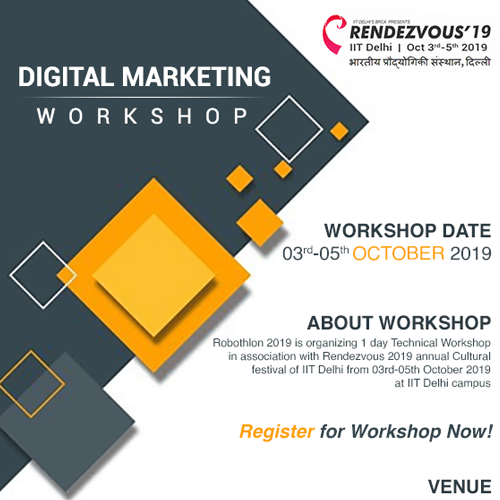 IIT DELHI'S BRCA PRESENTS
RENDEZVOUS'19
IIT Delhi | Oct 3rd-5th 2019
भारतीय प्रौद्योगिकी संस्थान, दिल्ली
DIGITAL MARKETING
WORKSHOP
WORKSHOP DATE
03rd-05th OCTOBER 2019
ABOUT WORKSHOP
Robothlon 2019 is organizing 1 day Technical Workshop
in association with Rendezvous 2019 annual Cultural
festival of IIT Delhi from 03rd-05th October 2019
at IIT Delhi campus
Register for Workshop Now!
VENUE